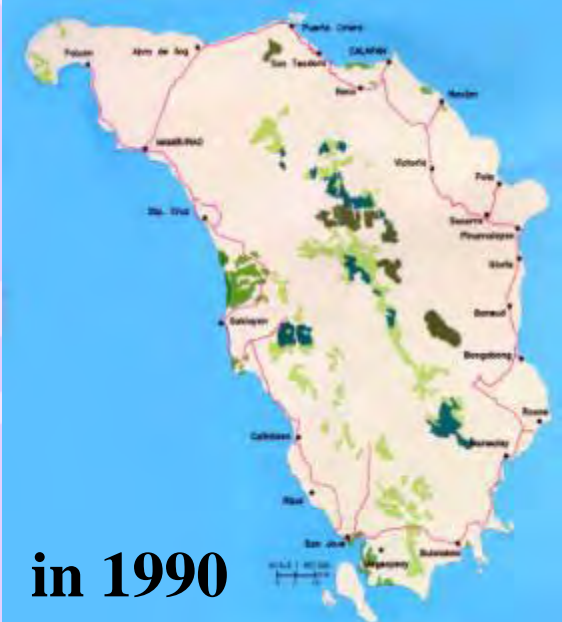 Puerto Galera
Paluan
Abra de Ilog
San Teodoro
CALAPAN
Baco
Naujan
MAMBURAO
Victoria
Pola
Sta. Cruz
Socorro
Pinamalayan
Gloria
Sablayan
Bansud
Bongabong
Roxas
Calintaan
Mansalay
Rizal
San Jose
Bulalacao
Magsaysay
in 1990